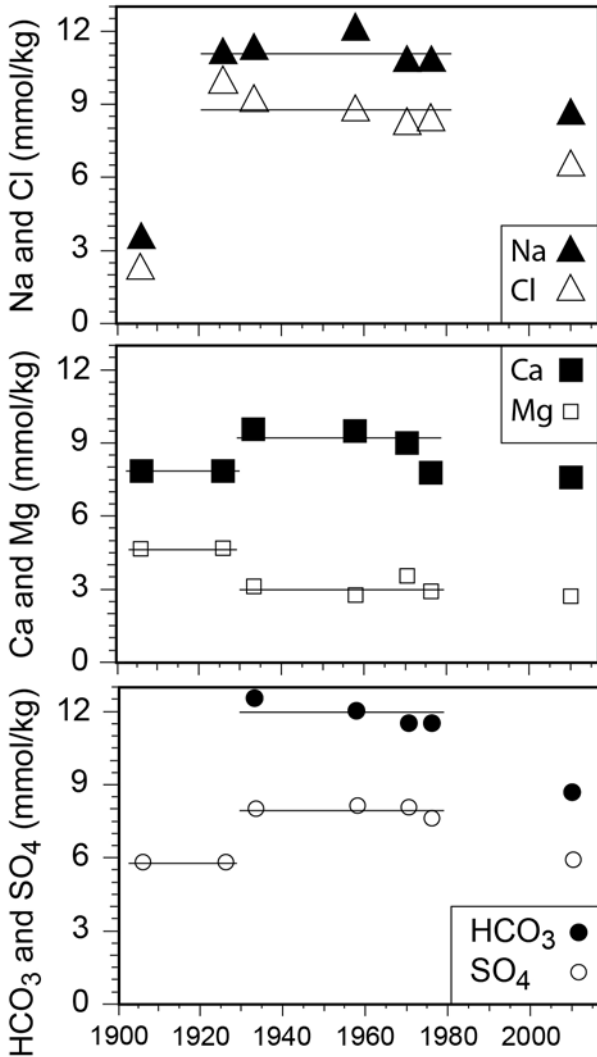 Na and Cl (mmol/kg)
12
9
6
3
0
Na
Cl
Ca and Mg (mmol/kg)
12
9
6
3
0
Ca
Mg
HCO₃ and SO₄ (mmol/kg)
12
9
6
3
0
HCO₃
SO₄
1900 1920 1940 1960 1980 2000